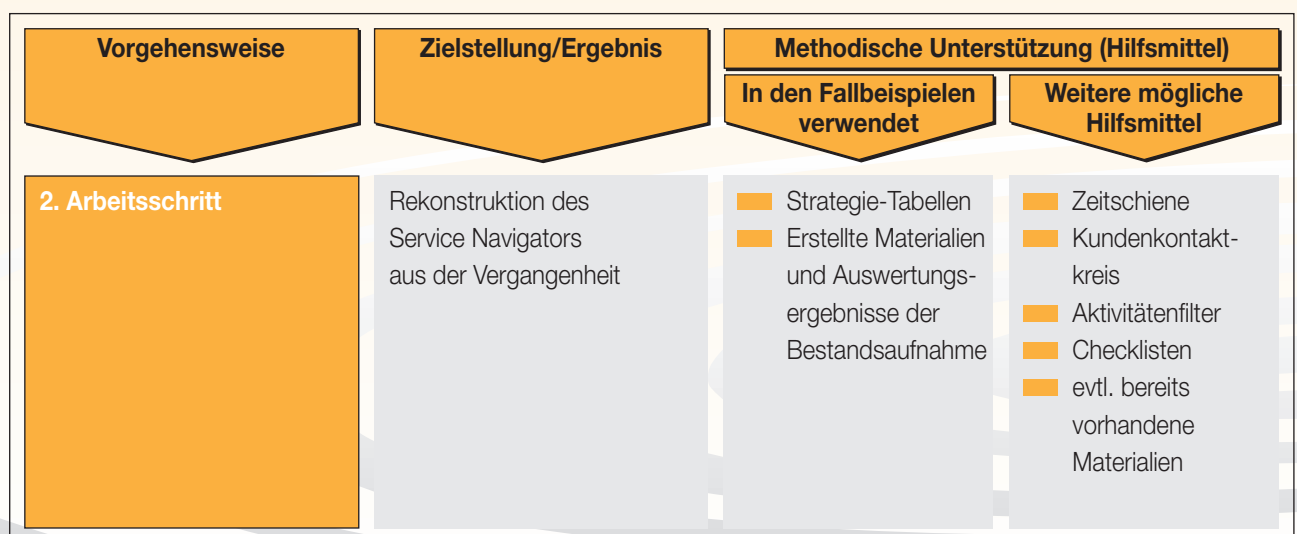 Vorgehensweise
Zielstellung/Ergebnis
Methodische Unterstützung (Hilfsmittel)
In den Fallbeispielen
verwendet
Weitere mögliche
Hilfsmittel
2. Arbeitsschritt
Rekonstruktion des
Service Navigators
aus der Vergangenheit
Strategie-Tabellen
Erstellte Materialien
und Auswertungs-
ergebnisse der
Bestandsaufnahme
Zeitschiene
Kundenkontakt-
kreis
Aktivitätenfilter
Checklisten
evtl. bereits
vorhandene
Materialien